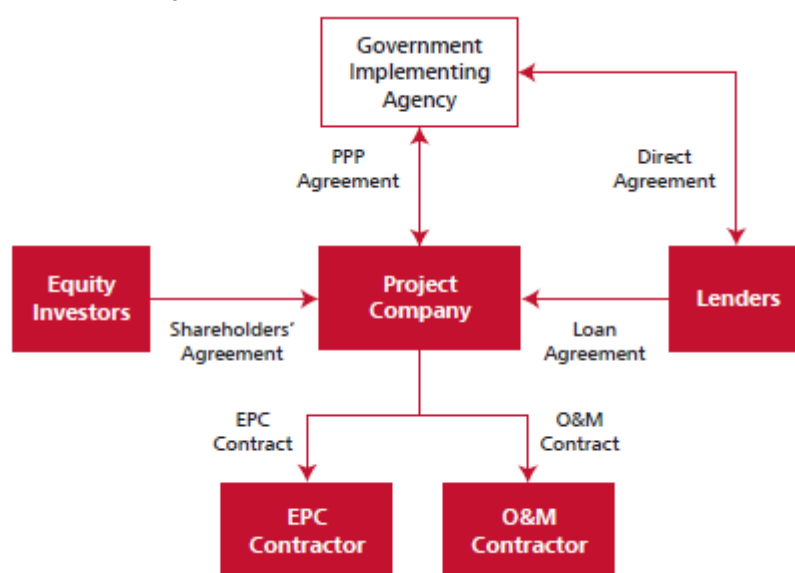 Government
Implementing
Agency
PPP
Agreement
Direct
Agreement
Equity
Investors
Project
Company
Lenders
Shareholders’
Agreement
Loan
Agreement
EPC
Contract
O&M
Contract
EPC
Contractor
O&M
Contractor